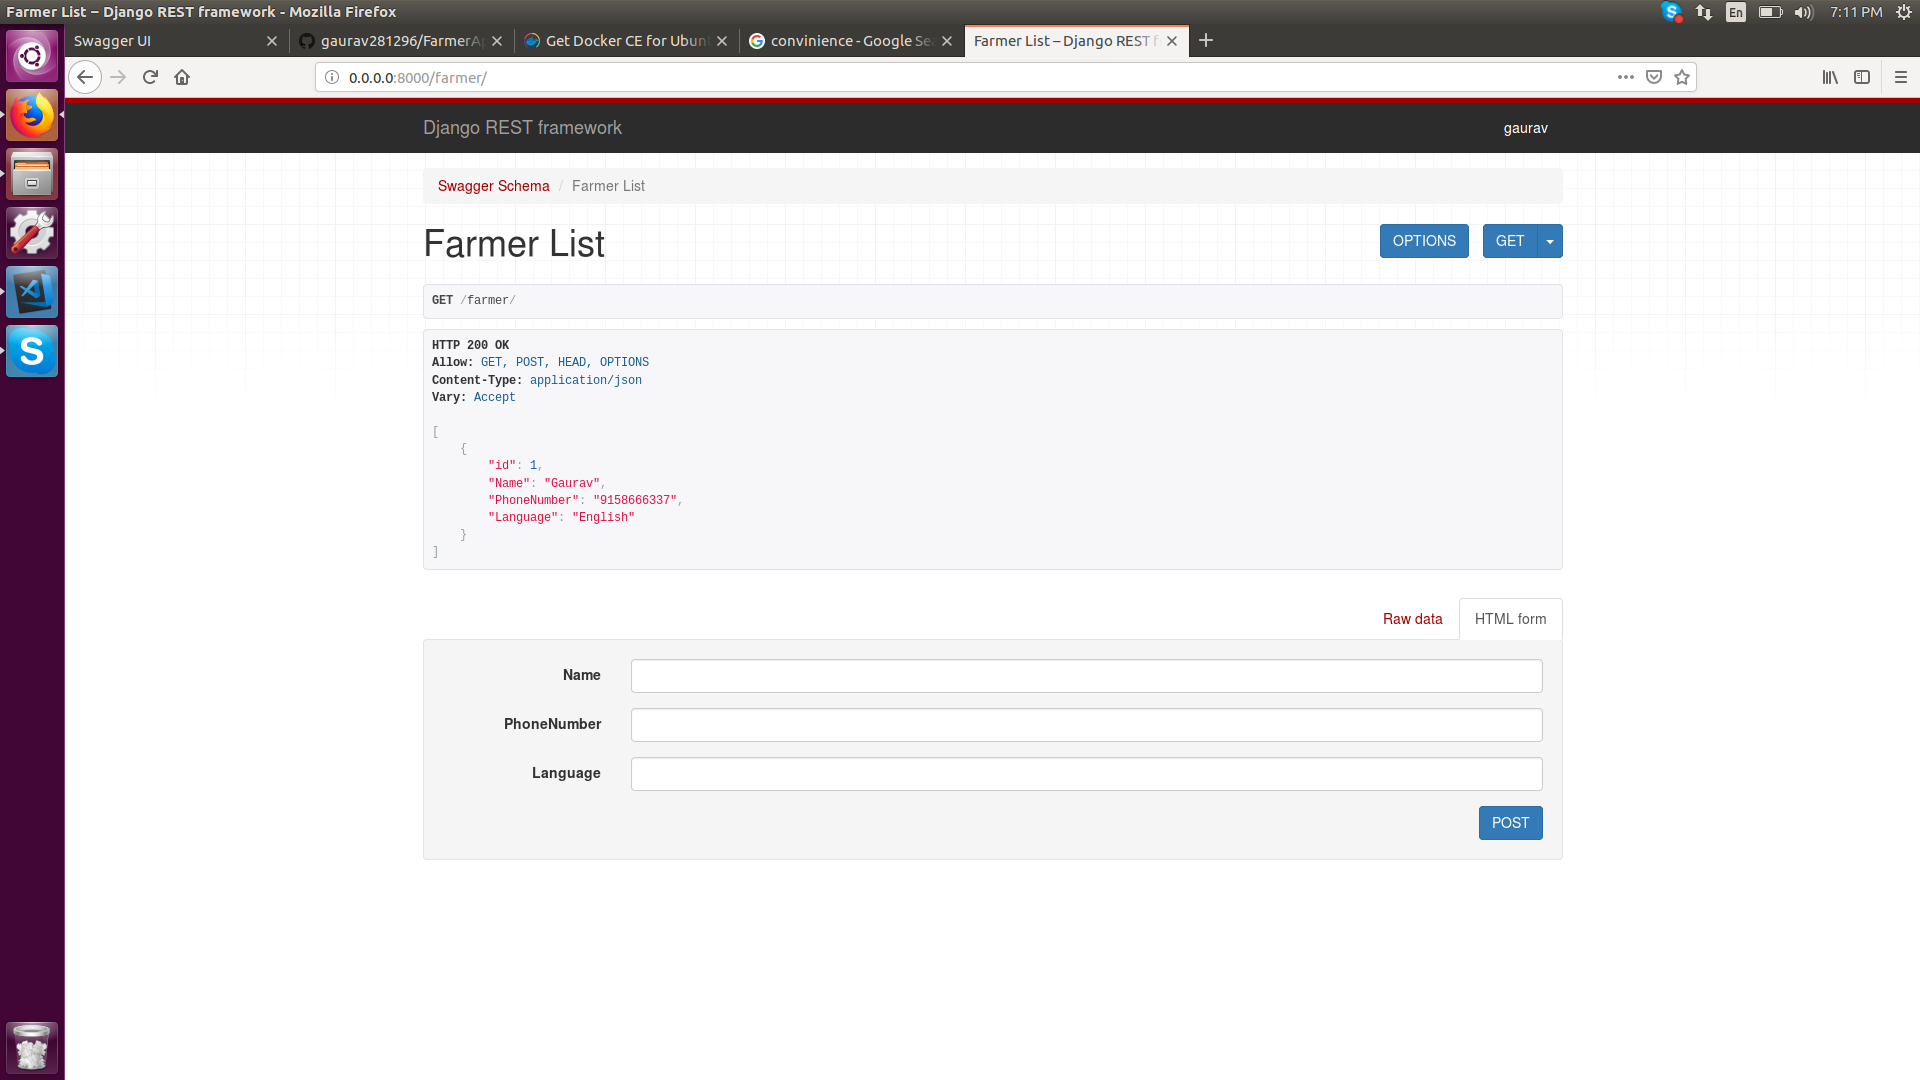 Farmer List – Django REST framework - Mozilla Firefox
En
7:11 PM
Swagger UI
gaurav281296/FarmerAp
Get Docker CE for Ubun
convinience - Google Se
Farmer List – Django REST f
0.0.0.0:8000/farmer/
Django REST framework
gaurav
Swagger Schema / Farmer List
Farmer List
OPTIONS
GET
GET /farmer/
HTTP 200 OK
Allow: GET, POST, HEAD, OPTIONS
Content-Type: application/json
Vary: Accept
[
{
"id": 1,
"Name": "Gaurav",
"PhoneNumber": "9158666337",
"Language": "English"
}
]
Raw data
HTML form
Name
PhoneNumber
Language
POST